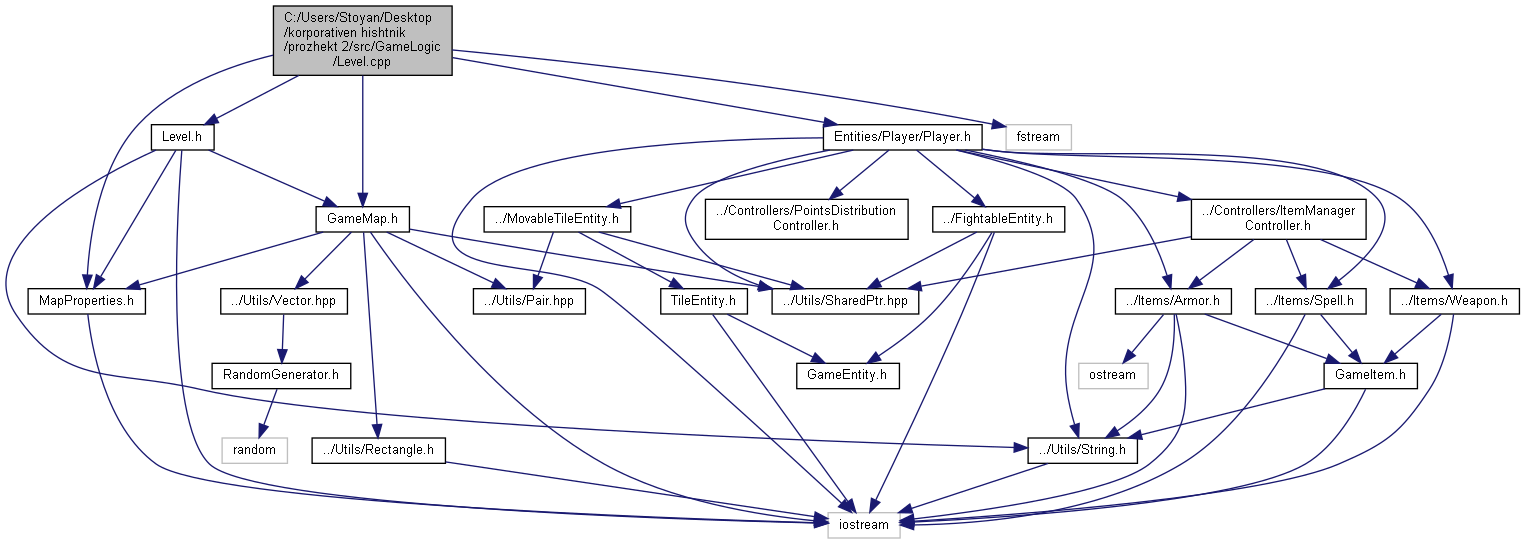 C:/Users/Stoyan/Desktop
/korporativen hishtnik
/prozhekt 2/src/GameLogic
/Level.cpp
Level.h
Entities/Player/Player.h
fstream
GameMap.h
../MovableTileEntity.h
../Controllers/PointsDistribution
Controller.h
../FightableEntity.h
../Controllers/ItemManager
Controller.h
MapProperties.h
../Utils/Vector.hpp
../Utils/Pair.hpp
TileEntity.h
../Utils/SharedPtr.hpp
../Items/Armor.h
../Items/Spell.h
../Items/Weapon.h
RandomGenerator.h
GameEntity.h
ostream
GameItem.h
random
../Utils/Rectangle.h
../Utils/String.h
iostream